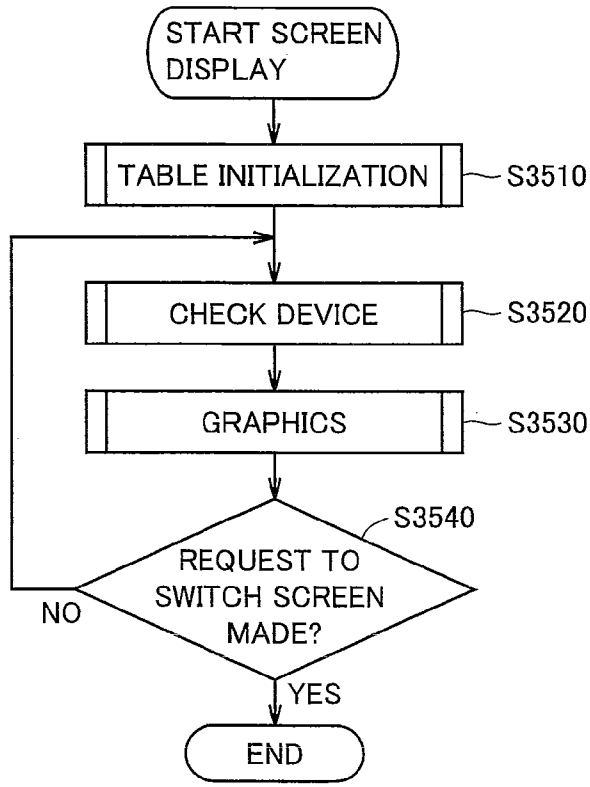 START SCREEN
DISPLAY
TABLE INITIALIZATION
S3510
CHECK DEVICE
S3520
GRAPHICS
S3530
S3540
REQUEST TO
SWITCH SCREEN
MADE?
NO
YES
END